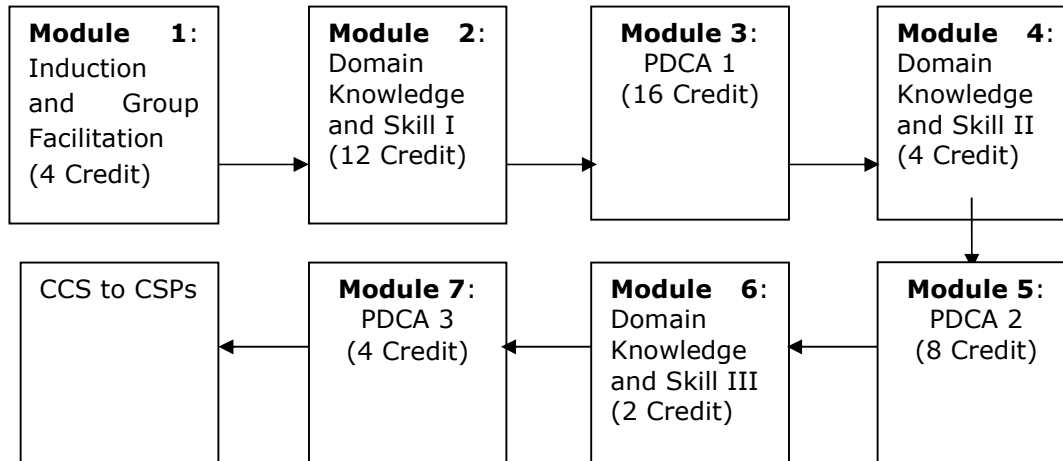 Module 1:
Induction
and Group
Facilitation
(4 Credit)
Module 2:
Domain
Knowledge
and Skill I
(12 Credit)
Module 3:
PDCA 1
(16 Credit)
Module 4:
Domain
Knowledge
and Skill II
(4 Credit)
Module 5:
PDCA 2
(8 Credit)
Module 6:
Domain
Knowledge
and Skill III
(2 Credit)
Module 7:
PDCA 3
(4 Credit)
CCS to CSPs